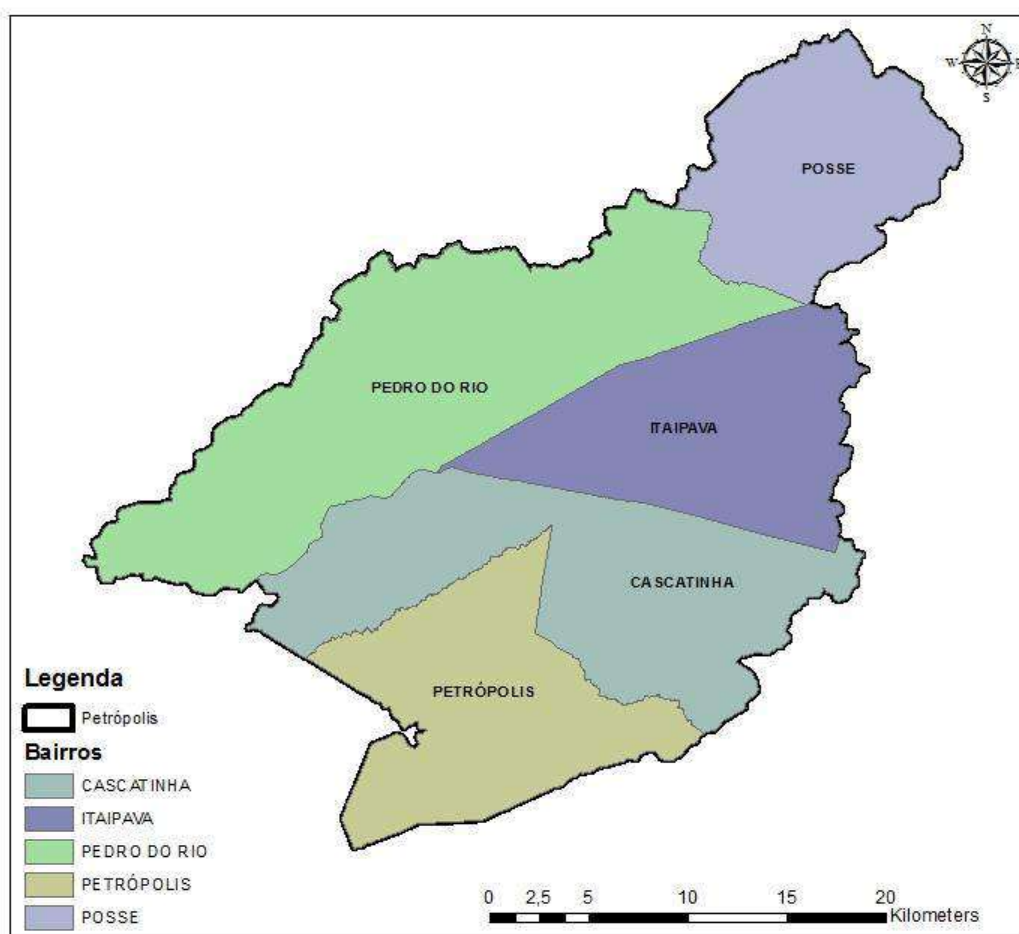 N
W E
S
POSSE
PEDRO DO RIO
ITAIPAVA
CASCATINHA
PETRÓPOLIS
Legenda
Petrópolis
Bairros
CASCATINHA
ITAIPAVA
PEDRO DO RIO
PETRÓPOLIS
POSSE
0 2,5 5 10 15 20
Kilometers